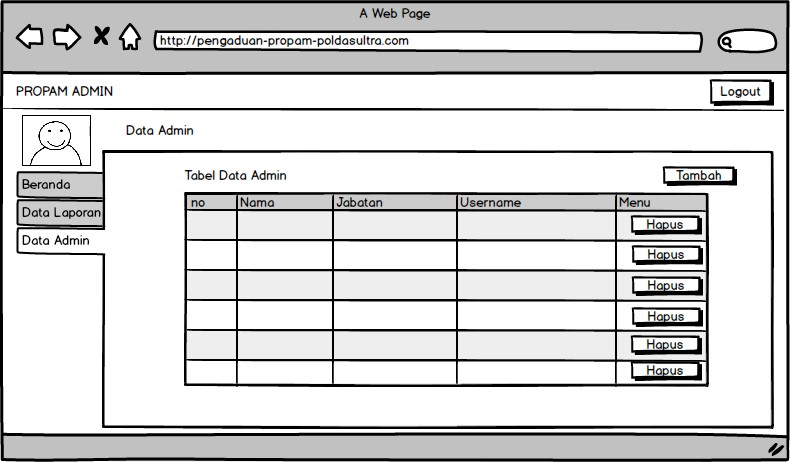 A Web Page
http://pengaduan-propam-poldasultra.com
PROPAM ADMIN
Logout
Data Admin
Beranda
Data Laporan
Data Admin
Tabel Data Admin
Tambah
no Nama Jabatan Username Menu
Hapus
Hapus
Hapus
Hapus
Hapus
Hapus